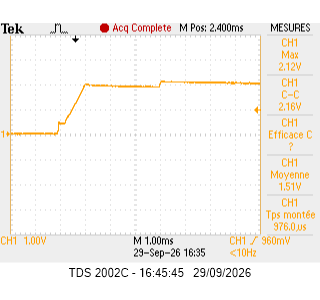 Tek Acq Complete M Pos: 2.400ms MESURES
CH1
Max
2.12V
CH1
C-C
2.16V
CH1
Efficace C
?
CH1
Moyenne
1.51V
CH1
Tps montée
976.0µs
1
CH1 1.00V M 1.00ms CH1 960mV
29-Sep-26 16:35 <10Hz
TDS 2002C - 16:45:45 29/09/2026